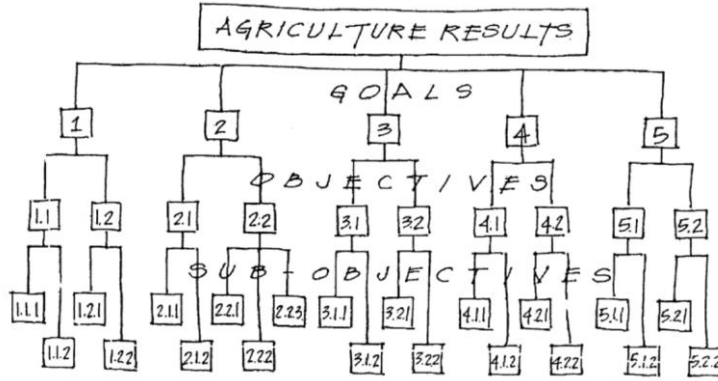 AGRICULTURE RESULTS
GOALS
1 2 3 4 5
OBJECTIVES
1.1 1.2 2.1 2.2 3.1 3.2 4.1 4.2 5.1 5.2
SUB-OBJECTIVES
1.1.1 1.2.1 2.1.1 2.2.1 2.2.3 3.1.1 3.2.1 4.1.1 4.2.1 5.1.1 5.2.1
1.1.2 1.2.2 2.1.2 2.2.2 3.1.2 3.2.2 4.1.2 4.2.2 5.1.2 5.2.2